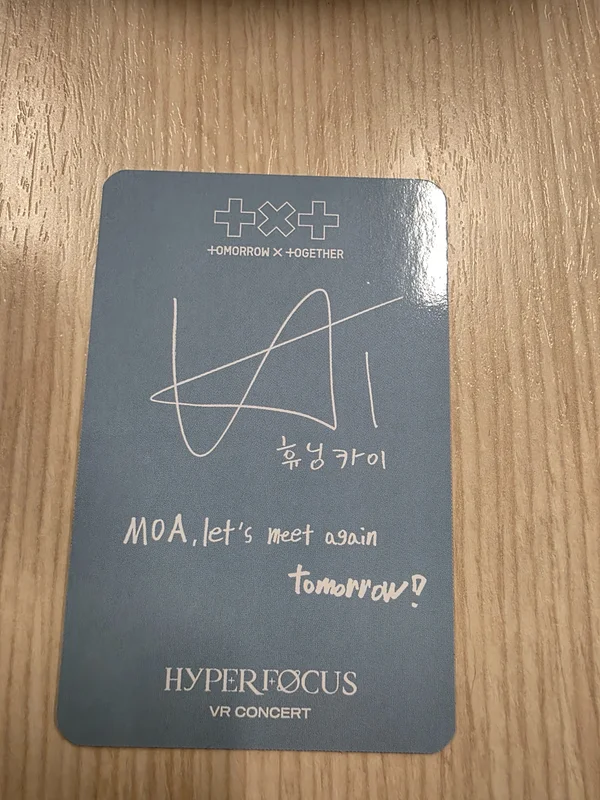 +×+
+OMORROW × +OGETHER
KAI
휴닝카이
MOA, let's meet again
tomorrow!
HYPERFØCUS
VR CONCERT